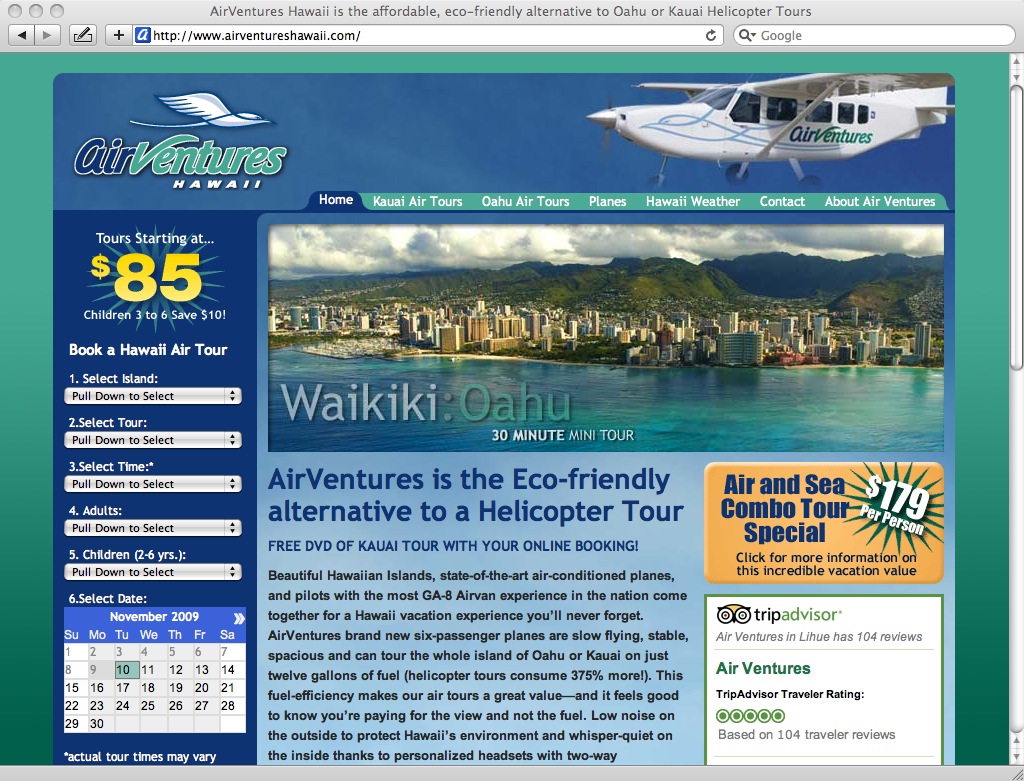 AirVentures Hawaii is the affordable, eco-friendly alternative to Oahu or Kauai Helicopter Tours
http://www.airventureshawaii.com/
Google
airVentures
HAWAII
AirVentures
Home
Kauai Air Tours
Oahu Air Tours
Planes
Hawaii Weather
Contact
About Air Ventures
Tours Starting at...
$85
Children 3 to 6 Save $10!
Book a Hawaii Air Tour
1. Select Island:
Pull Down to Select
2.Select Tour:
Pull Down to Select
3.Select Time:*
Pull Down to Select
4. Adults:
Pull Down to Select
5. Children (2-6 yrs.):
Pull Down to Select
6.Select Date:
November 2009 »
Su Mo Tu We Th Fr Sa
1 2 3 4 5 6 7
8 9 10 11 12 13 14
15 16 17 18 19 20 21
22 23 24 25 26 27 28
29 30
*actual tour times may vary
Waikiki:Oahu
30 MINUTE MINI TOUR
AirVentures is the Eco-friendly
alternative to a Helicopter Tour
FREE DVD OF KAUAI TOUR WITH YOUR ONLINE BOOKING!
Beautiful Hawaiian Islands, state-of-the-art air-conditioned planes,
and pilots with the most GA-8 Airvan experience in the nation come
together for a Hawaii vacation experience you'll never forget.
AirVentures brand new six-passenger planes are slow flying, stable,
spacious and can tour the whole island of Oahu or Kauai on just
twelve gallons of fuel (helicopter tours consume 375% more!). This
fuel-efficiency makes our air tours a great value—and it feels good
to know you're paying for the view and not the fuel. Low noise on
the outside to protect Hawaii's environment and whisper-quiet on
the inside thanks to personalized headsets with two-way
Air and Sea
Combo Tour
Special
$179
Per Person
Click for more information on
this incredible vacation value
tripadvisor®
Air Ventures in Lihue has 104 reviews
Air Ventures
TripAdvisor Traveler Rating:
Based on 104 traveler reviews